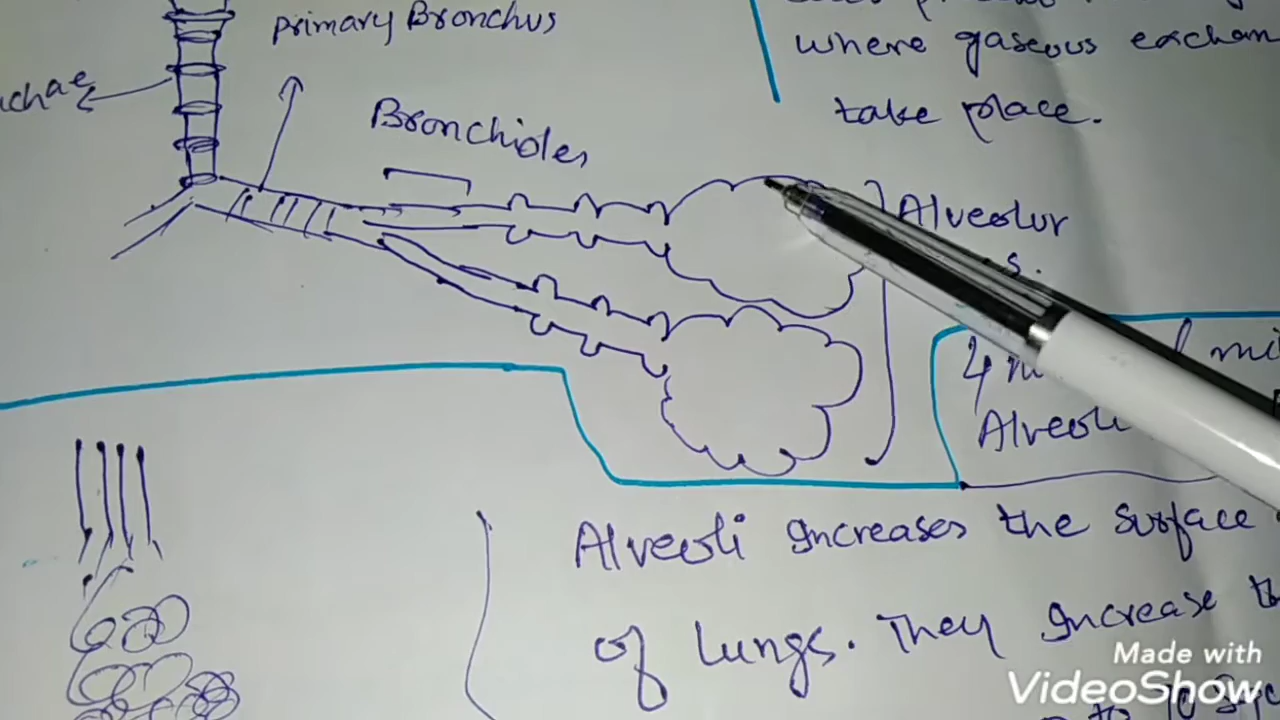 Primary Bronchus
where gaseous exchan
take place.
Bronchioles
Alveolur
s.
Alveoli
Alveoli increases the surface
of lungs. They increase th
Made with
VideoShow